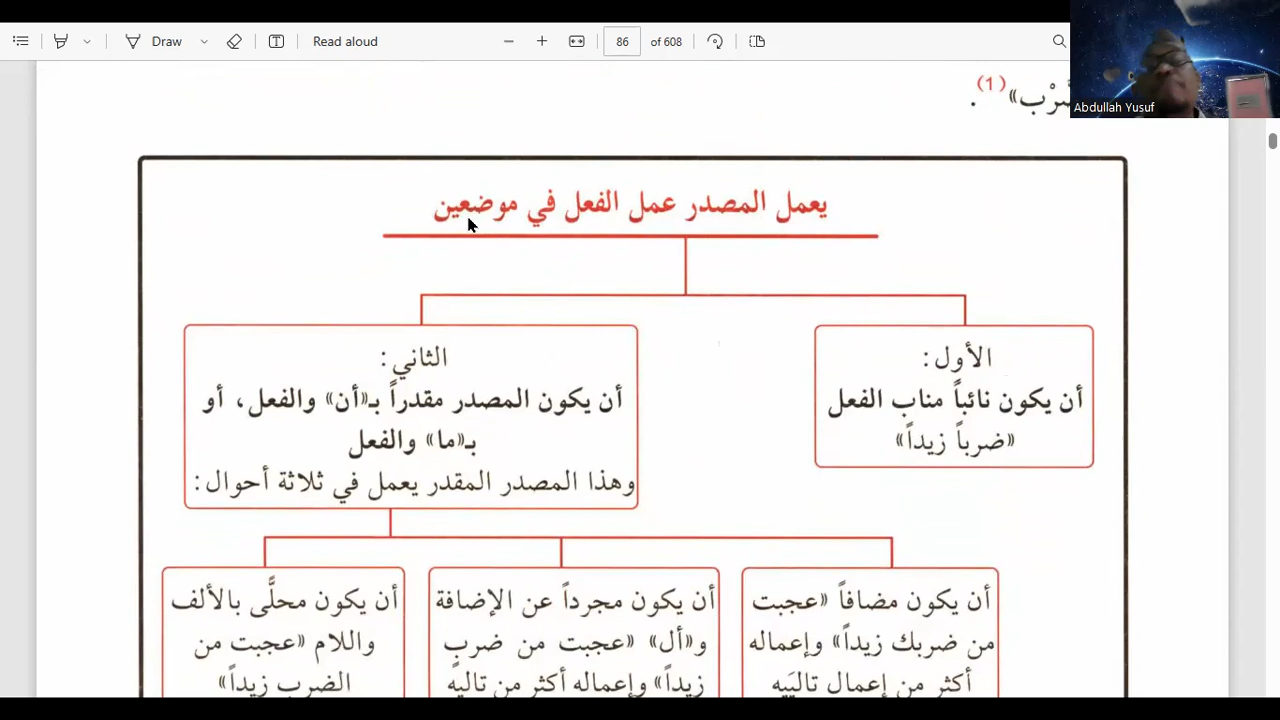 Draw
Read aloud
86
of 608
Abdullah Yusuf
ـرْب» (1) .
يعمل المصدر عمل الفعل في موضعين
الأول :
أن يكون نائباً مناب الفعل
«ضرباً زيداً»
الثاني :
أن يكون المصدر مقدراً بـ«أن» والفعل، أو
بـ«ما» والفعل
وهذا المصدر المقدر يعمل في ثلاثة أحوال :
أن يكون مضافاً «عجبت
من ضربك زيداً» وإعماله
أكثر من إعمال تاليَيه
أن يكون مجرداً عن الإضافة
و«أل» «عجبت من ضربٍ
زيداً» وإعماله أكثر من تاليه
أن يكون محلَّى بالألف
واللام «عجبت من
الضرب زيداً»